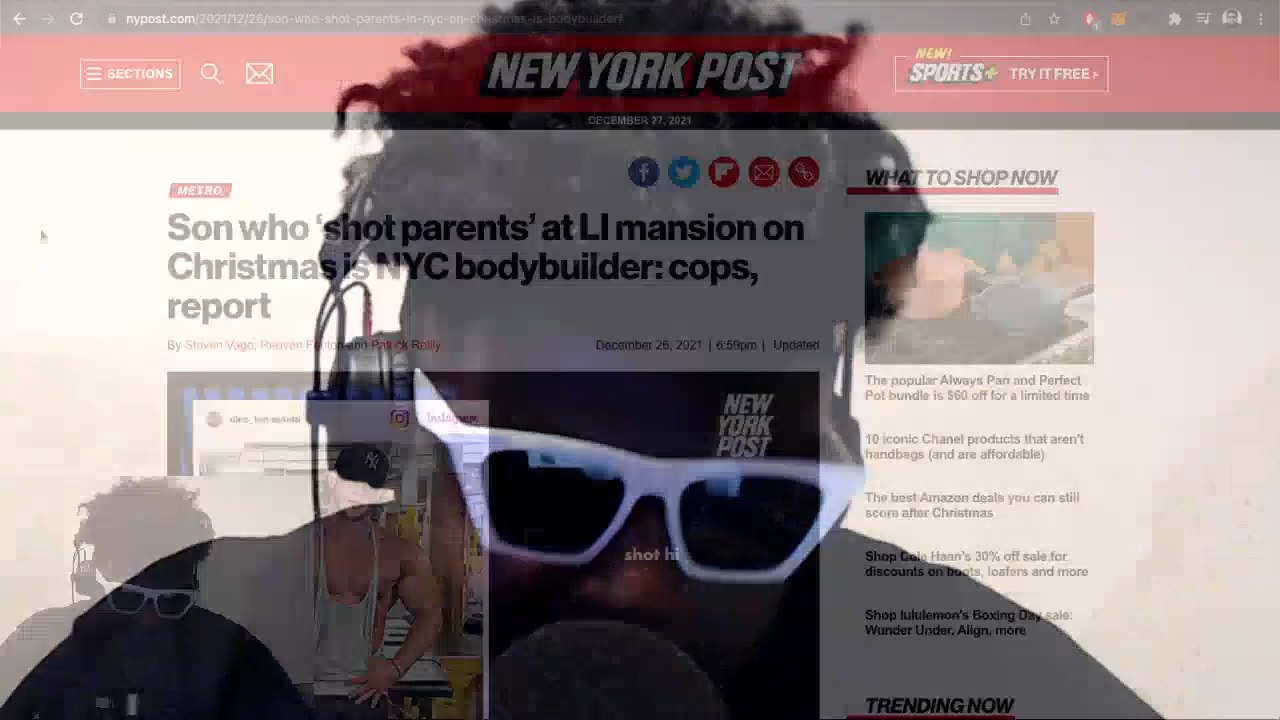 nypost.com/2021/12/26/son-who-shot-parents-in-nyc-on-christmas-is-bodybuilder/
SECTIONS
NEW YORK POST
NEW!
SPORTS+ TRY IT FREE
DECEMBER 27, 2021
METRO
Son who ‘shot parents’ at LI mansion on
Christmas is NYC bodybuilder: cops,
report
By Steven Vago, Reuven Fenton and Patrick Reilly
December 26, 2021 | 6:59pm | Updated
Instagram
NEW
YORK
POST
NY
shot hi
WHAT TO SHOP NOW
The popular Always Pan and Perfect
Pot bundle is $60 off for a limited time
10 iconic Chanel products that aren't
handbags (and are affordable)
The best Amazon deals you can still
score after Christmas
Shop Cole Haan's 30% off sale for
discounts on boots, loafers and more
Shop lululemon's Boxing Day sale:
Wunder Under, Align, more
TRENDING NOW